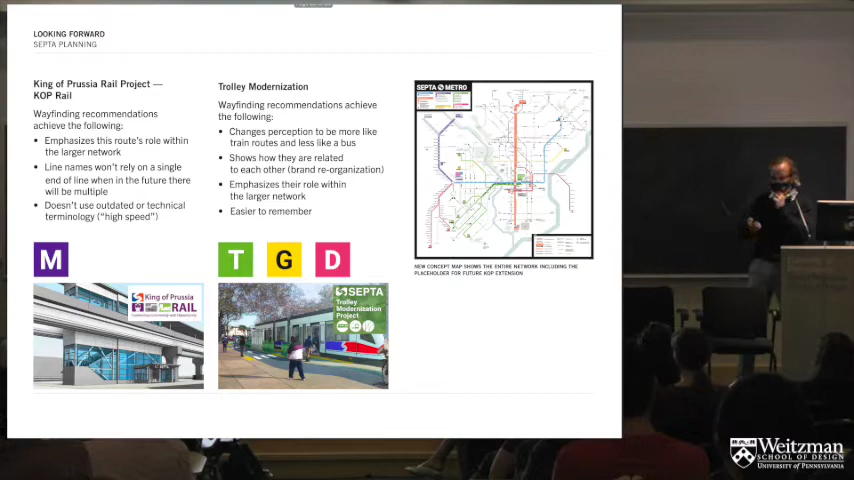 LOOKING FORWARD
SEPTA PLANNING
King of Prussia Rail Project —
KOP Rail
Wayfinding recommendations
achieve the following:
• Emphasizes this route's role within
the larger network
• Line names won't rely on a single
end of line when in the future there
will be multiple
• Doesn't use outdated or technical
terminology ("high speed")
M
King of Prussia
RAIL
Trolley Modernization
Wayfinding recommendations achieve
the following:
• Changes perception to be more like
train routes and less like a bus
• Shows how they are related
to each other (brand re-organization)
• Emphasizes their role within
the larger network
• Easier to remember
T G D
SEPTA
Trolley
Modernization
Project
SEPTA METRO
NEW CONCEPT MAP SHOWS THE ENTIRE NETWORK INCLUDING THE
PLACEHOLDER FOR FUTURE KOP EXTENSION
Weitzman
SCHOOL OF DESIGN
UNIVERSITY OF PENNSYLVANIA